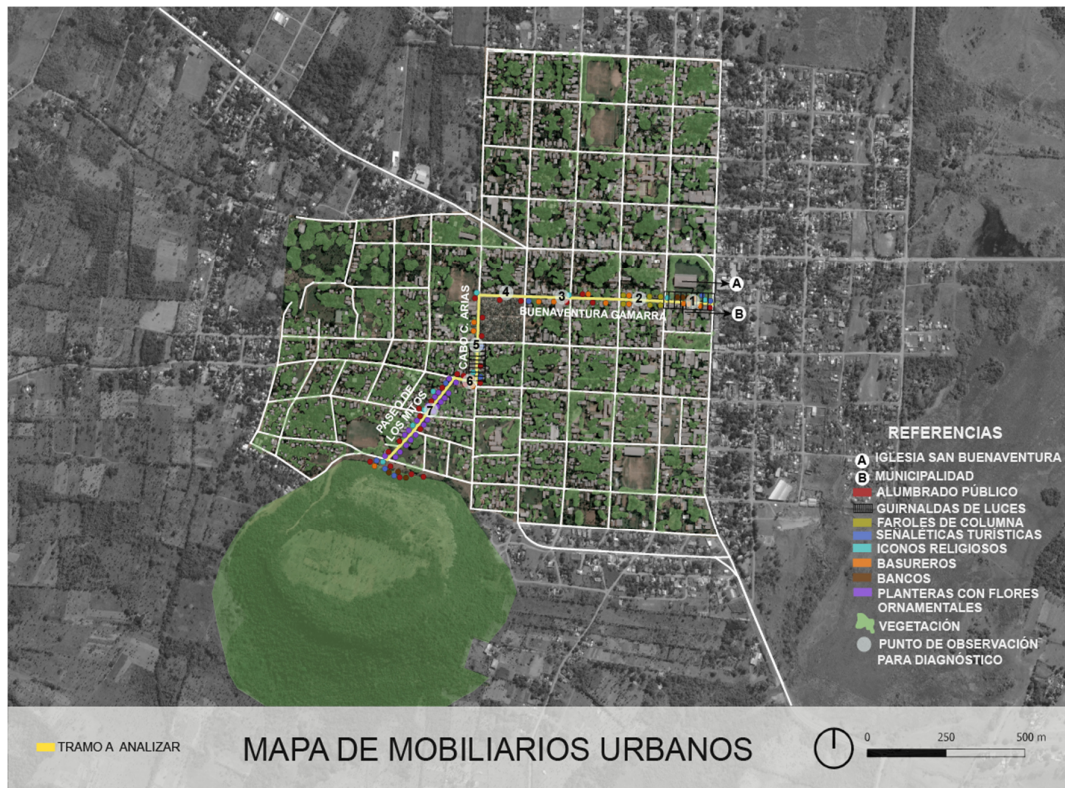 A
4
3
2
1
BUENAVENTURA GAMARRA
B
CABO C. ARIAS
5
6
PASEO DE
LOS MITOS
7
REFERENCIAS
A IGLESIA SAN BUENAVENTURA
B MUNICIPALIDAD
ALUMBRADO PÚBLICO
GUIRNALDAS DE LUCES
FAROLES DE COLUMNA
SEÑALÉTICAS TURÍSTICAS
ICONOS RELIGIOSOS
BASUREROS
BANCOS
PLANTERAS CON FLORES
ORNAMENTALES
VEGETACIÓN
PUNTO DE OBSERVACIÓN
PARA DIAGNÓSTICO
TRAMO A ANALIZAR
MAPA DE MOBILIARIOS URBANOS
0 250 500 m